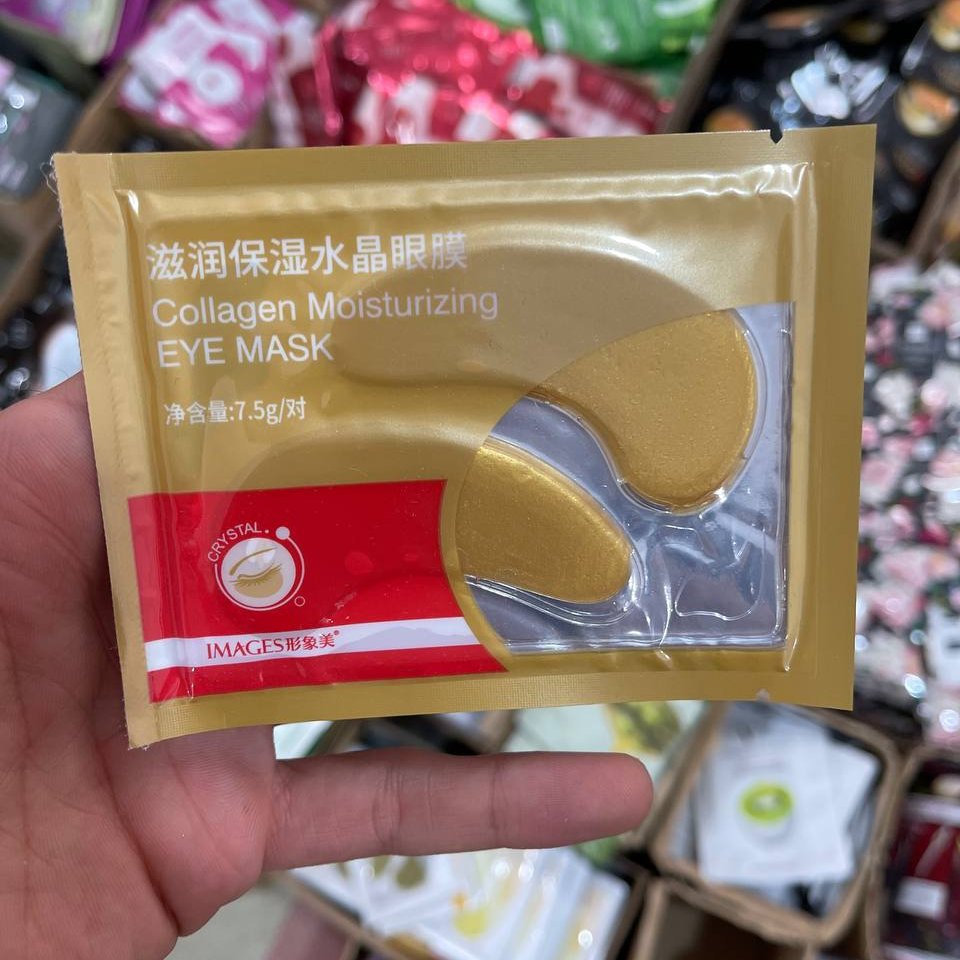 滋润保湿水晶眼膜
Collagen Moisturizing
EYE MASK
净含量:7.5g/对
CRYSTAL
IMAGES形象美®